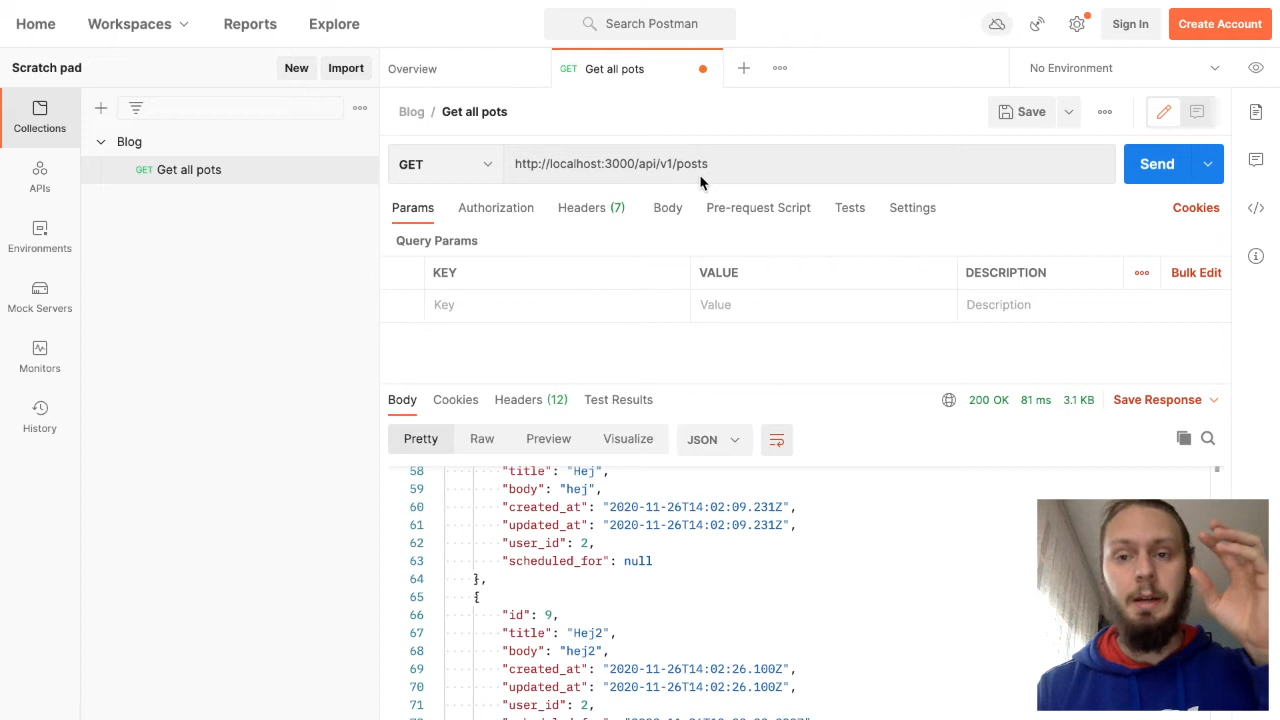 Home Workspaces Reports Explore Search Postman Sign In Create Account
Scratch pad New Import Overview GET Get all pots No Environment
Blog / Get all pots Save
Collections
Blog
GET Get all pots
GET http://localhost:3000/api/v1/posts Send
APIs
Params Authorization Headers (7) Body Pre-request Script Tests Settings Cookies
Query Params
Environments
KEY VALUE DESCRIPTION Bulk Edit
Key Value Description
Mock Servers
Monitors
Body Cookies Headers (12) Test Results 200 OK 81 ms 3.1 KB Save Response
History
Pretty Raw Preview Visualize JSON
58 "title": "Hej",
59 "body": "hej",
60 "created_at": "2020-11-26T14:02:09.231Z",
61 "updated_at": "2020-11-26T14:02:09.231Z",
62 "user_id": 2,
63 "scheduled_for": null
64 },
65 {
66 "id": 9,
67 "title": "Hej2",
68 "body": "hej2",
69 "created_at": "2020-11-26T14:02:26.100Z",
70 "updated_at": "2020-11-26T14:02:26.100Z",
71 "user_id": 2,